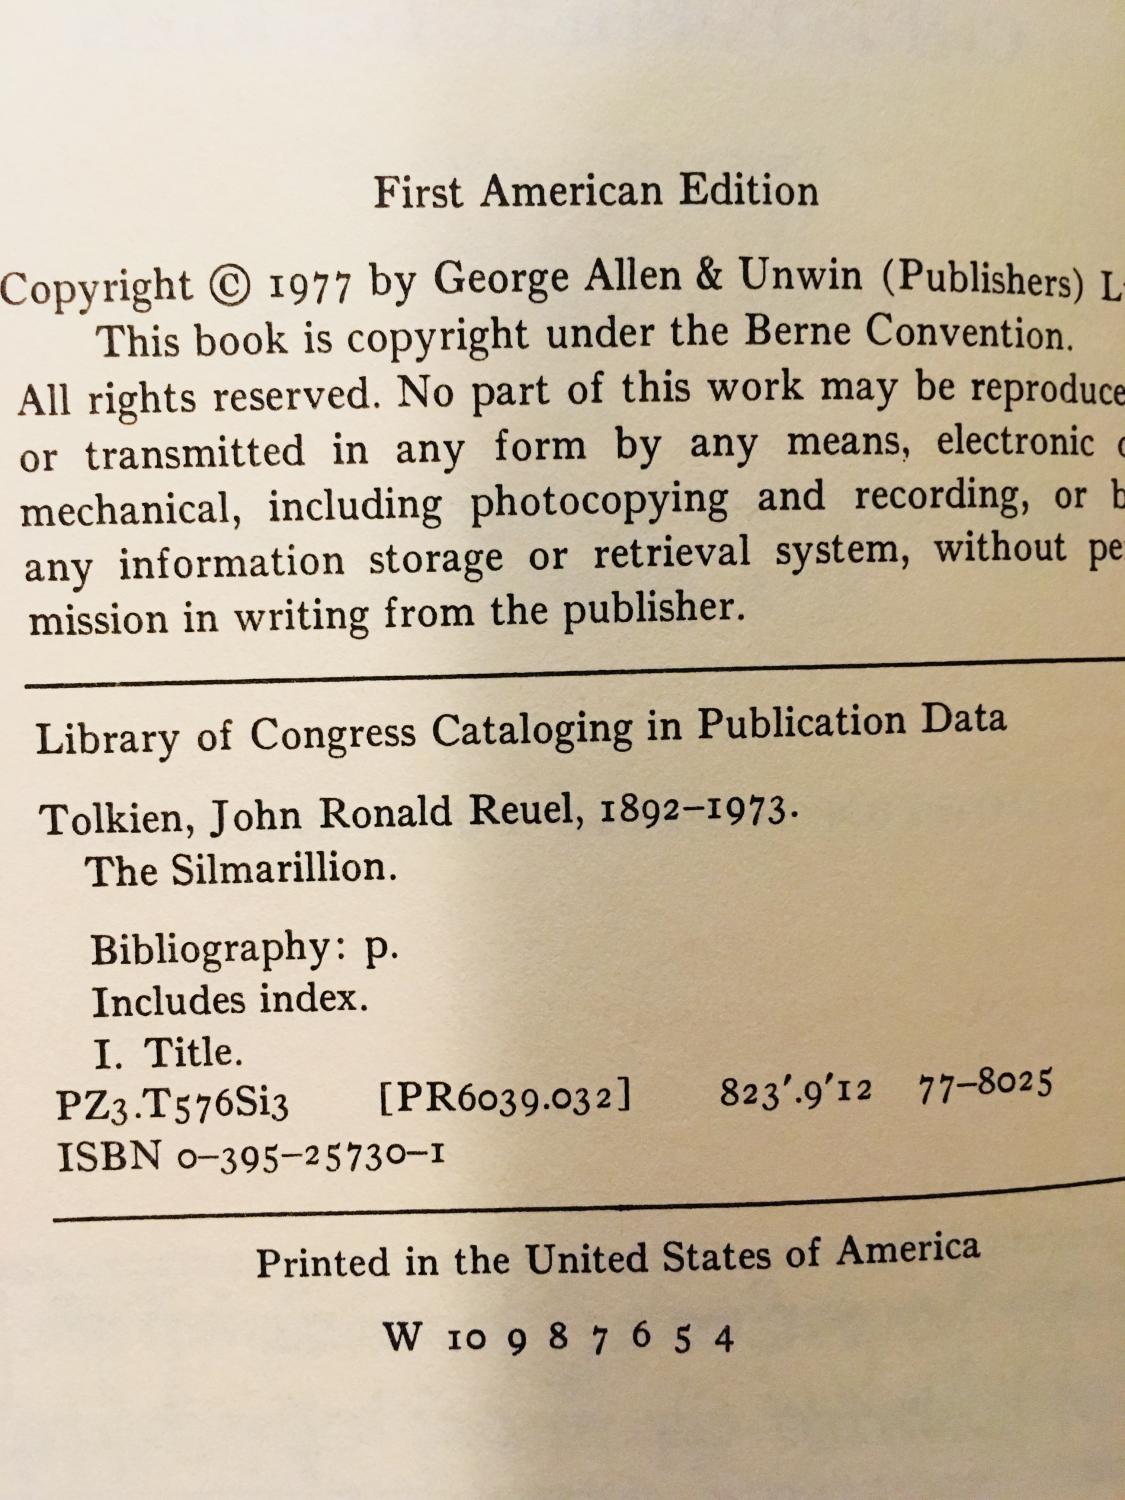 First American Edition
Copyright © 1977 by George Allen & Unwin (Publishers)
This book is copyright under the Berne Convention.
All rights reserved. No part of this work may be reproduce
or transmitted in any form by any means, electronic
mechanical, including photocopying and recording, or
any information storage or retrieval system, without
mission in writing from the publisher.
Library of Congress Cataloging in Publication Data
Tolkien, John Ronald Reuel, 1892–1973.
The Silmarillion.
Bibliography: p.
Includes index.
I. Title.
PZ3.T576Si3 [PR6039.032] 823′.9′12 77–8025
ISBN 0–395–25730–1
Printed in the United States of America
W 10 9 8 7 6 5 4